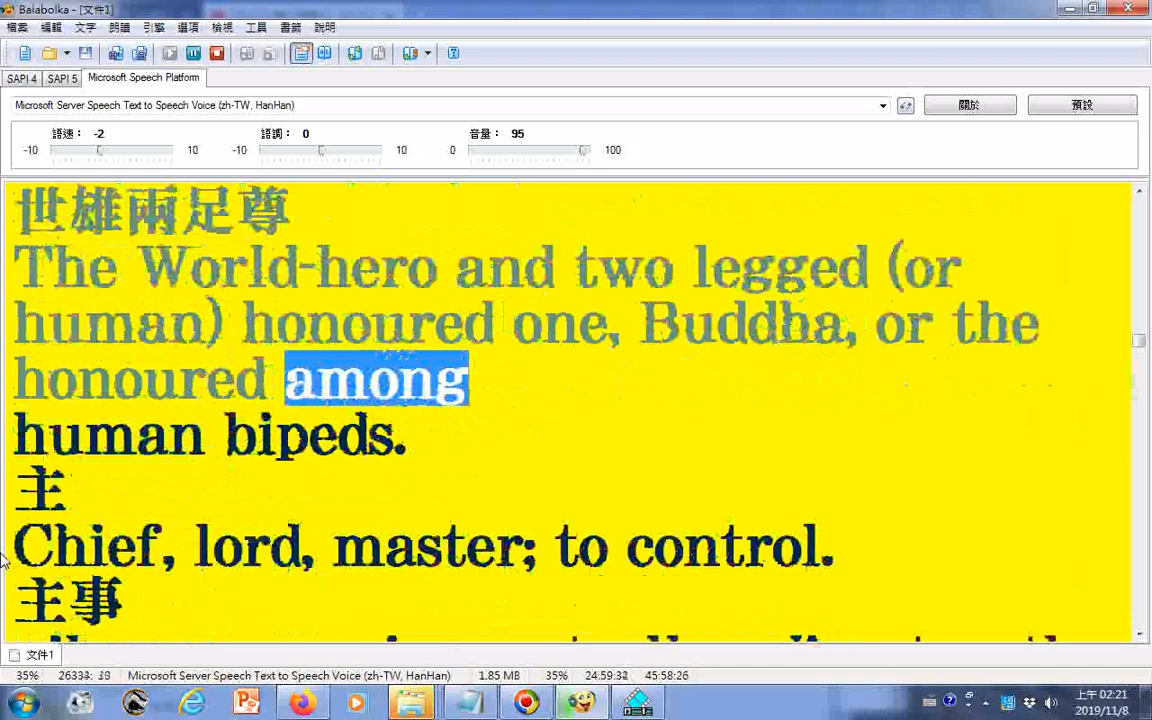 Balabolka - [文件1]
檔案 編輯 文字 朗讀 引擎 選項 檢視 工具 書籤 說明
SAPI 4 SAPI 5 Microsoft Speech Platform
Microsoft Server Speech Text to Speech Voice (zh-TW, HanHan) 關於 預設
語速： -2 語調： 0 音量： 95
-10 10 -10 10 0 100
世雄兩足尊
The World-hero and two legged (or
human) honoured one, Buddha, or the
honoured among
human bipeds.
主
Chief, lord, master; to control.
主事
文件1
35% 26333: 33 Microsoft Server Speech Text to Speech Voice (zh-TW, HanHan) 1.85 MB 35% 24:59:32 45:58:26
上午 02:21
2019/11/8